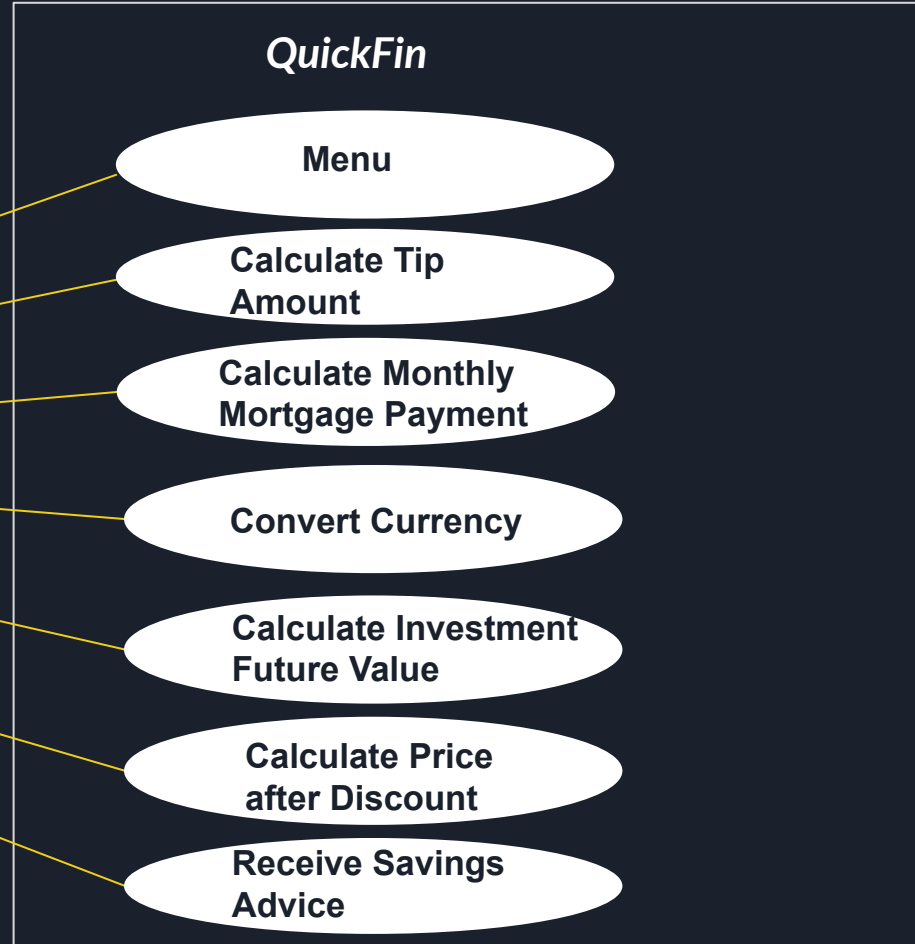 QuickFin
Menu
Calculate Tip
Amount
Calculate Monthly
Mortgage Payment
Convert Currency
Calculate Investment
Future Value
Calculate Price
after Discount
Receive Savings
Advice